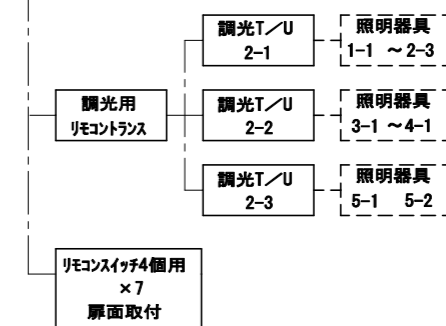 調光T／U
2-1
照明器具
1-1 ～2-3
調光用
リモコントランス
調光T／U
2-2
照明器具
3-1 ～4-1
調光T／U
2-3
照明器具
5-1 5-2
リモコンスイッチ4個用
×7
扉面取付